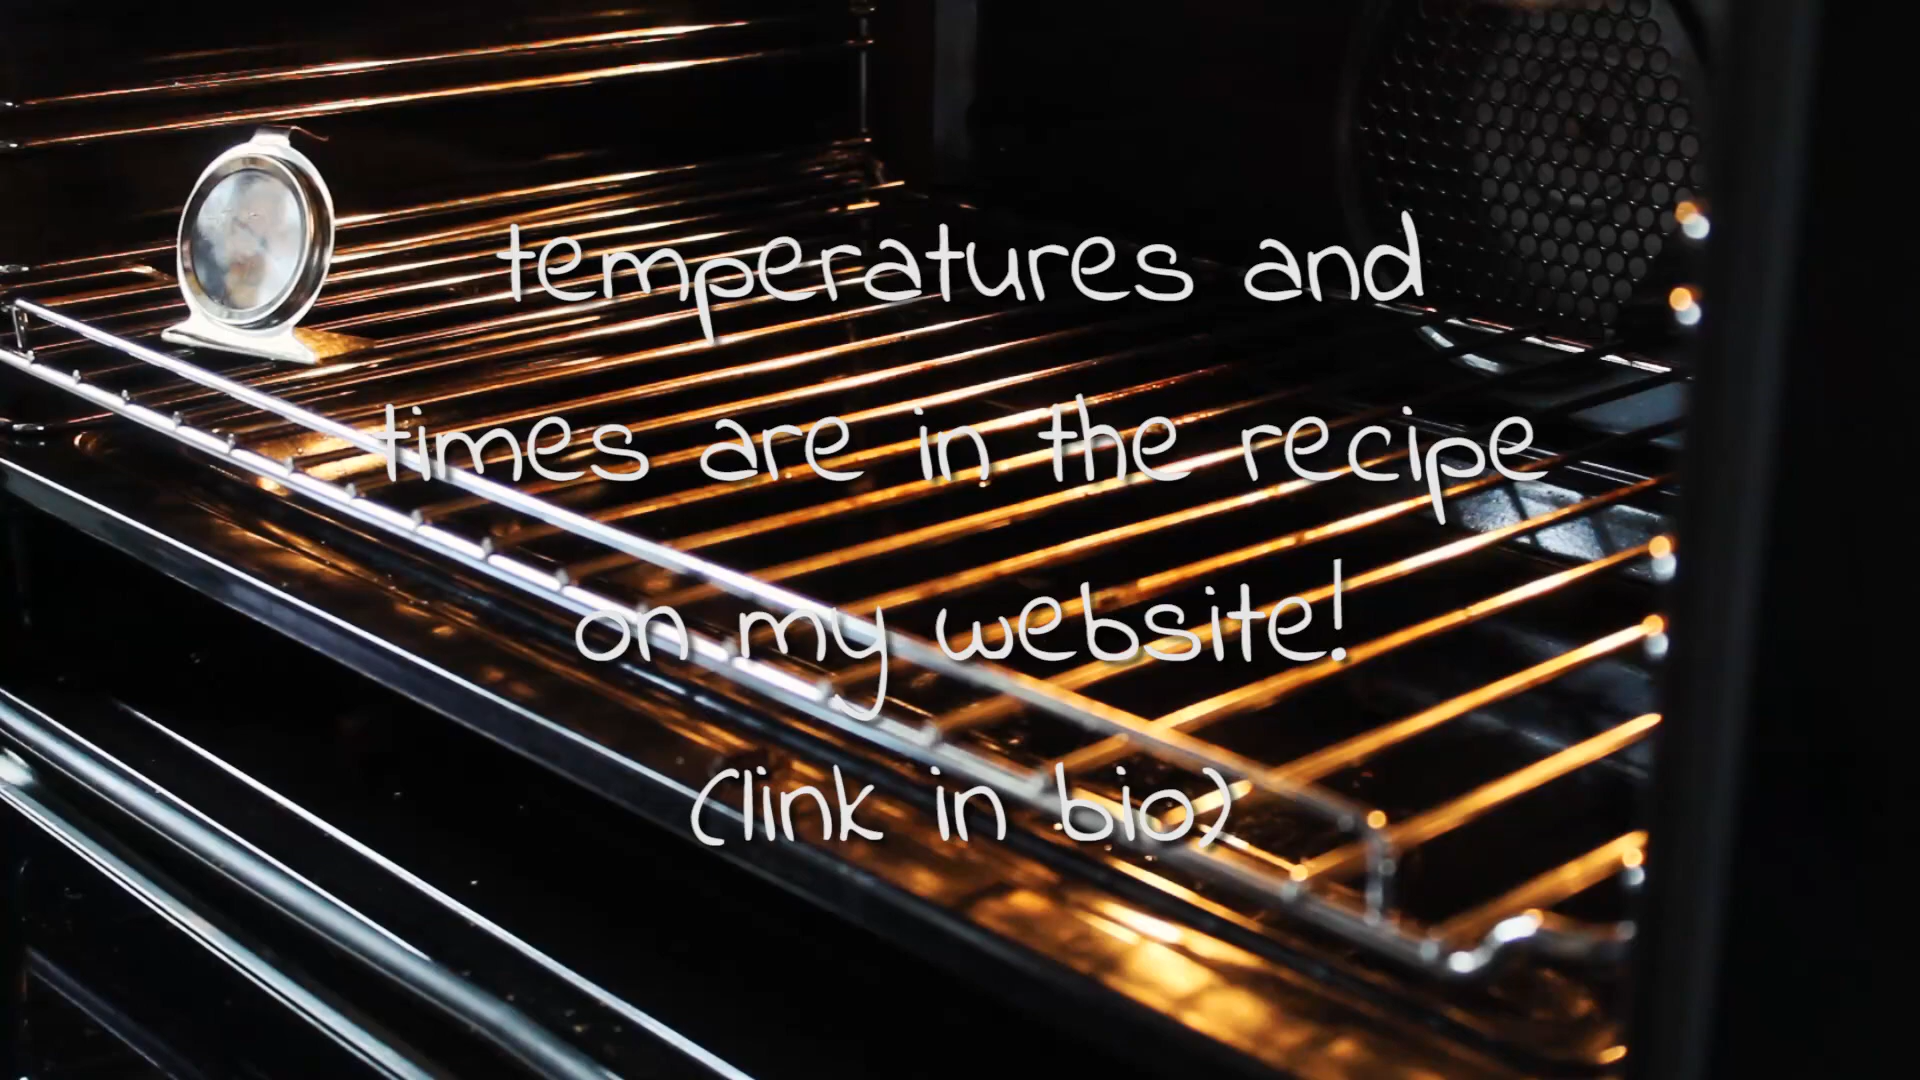 temperatures and
times are in the recipe
on my website!
(link in bio)